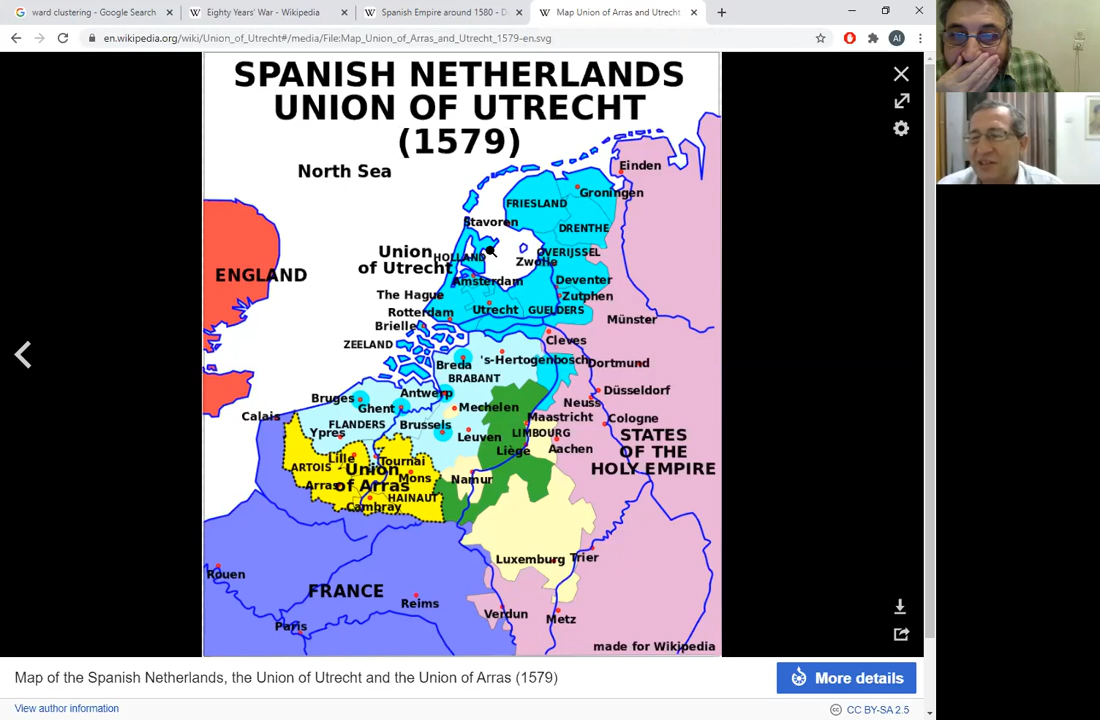 ward clustering - Google Search
Eighty Years' War - Wikipedia
Spanish Empire around 1580 - D
Map Union of Arras and Utrecht
en.wikipedia.org/wiki/Union_of_Utrecht#/media/File:Map_Union_of_Arras_and_Utrecht_1579-en.svg
AI
SPANISH NETHERLANDS
UNION OF UTRECHT
(1579)
North Sea
Einden
Groningen
FRIESLAND
Stavoren
DRENTHE
Union
of Utrecht
HOLLAND
OVERIJSSEL
Zwolle
ENGLAND
Amsterdam
Deventer
The Hague
Zutphen
Rotterdam
Utrecht
GUELDERS
Brielle
Münster
ZEELAND
Cleves
Breda
's-Hertogenbosch
Dortmund
BRABANT
Düsseldorf
Bruges
Antwerp
Neuss
Ghent
Mechelen
Calais
Maastricht
Cologne
FLANDERS
Brussels
Ypres
Leuven
LIMBOURG
STATES
OF THE
HOLY EMPIRE
Liège
Aachen
Lille
Tournai
ARTOIS
Union
of Arras
Mons
Namur
Arras
HAINAUT
Cambray
Luxemburg
Trier
Rouen
FRANCE
Reims
Verdun
Metz
Paris
made for Wikipedia
Map of the Spanish Netherlands, the Union of Utrecht and the Union of Arras (1579)
More details
View author information
CC BY-SA 2.5